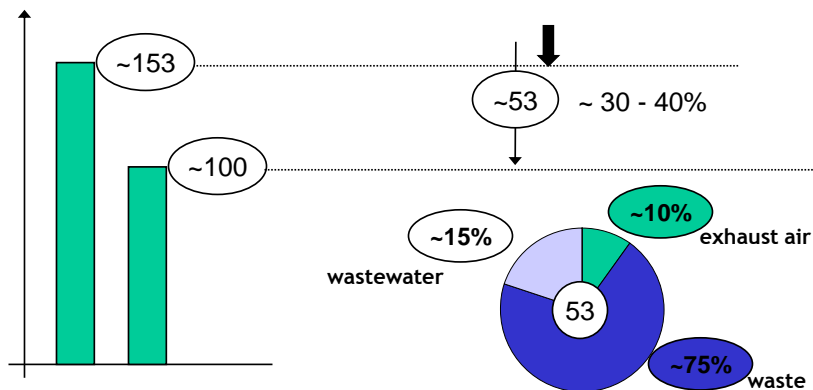 ~153
~53
~ 30 - 40%
~100
~10%
~15%
exhaust air
wastewater
53
~75%
waste